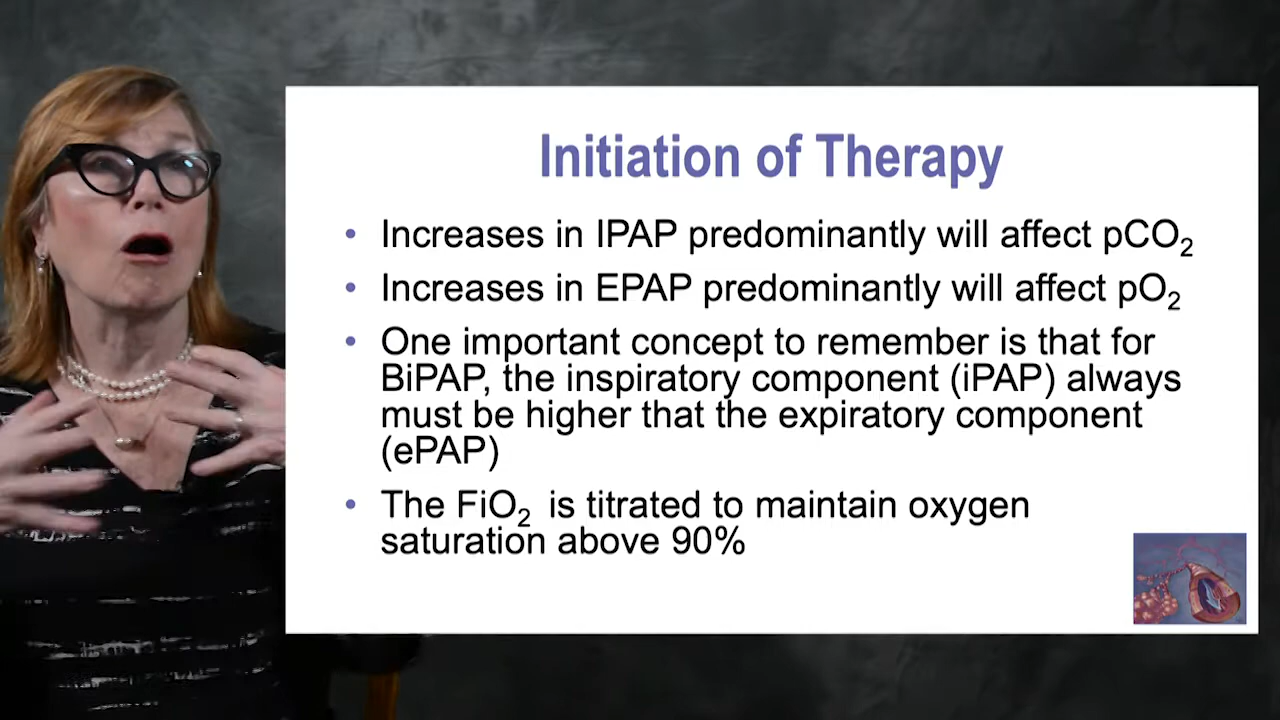 Initiation of Therapy
• Increases in IPAP predominantly will affect pCO₂
• Increases in EPAP predominantly will affect pO₂
• One important concept to remember is that for
BiPAP, the inspiratory component (iPAP) always
must be higher that the expiratory component
(ePAP)
• The FiO₂ is titrated to maintain oxygen
saturation above 90%